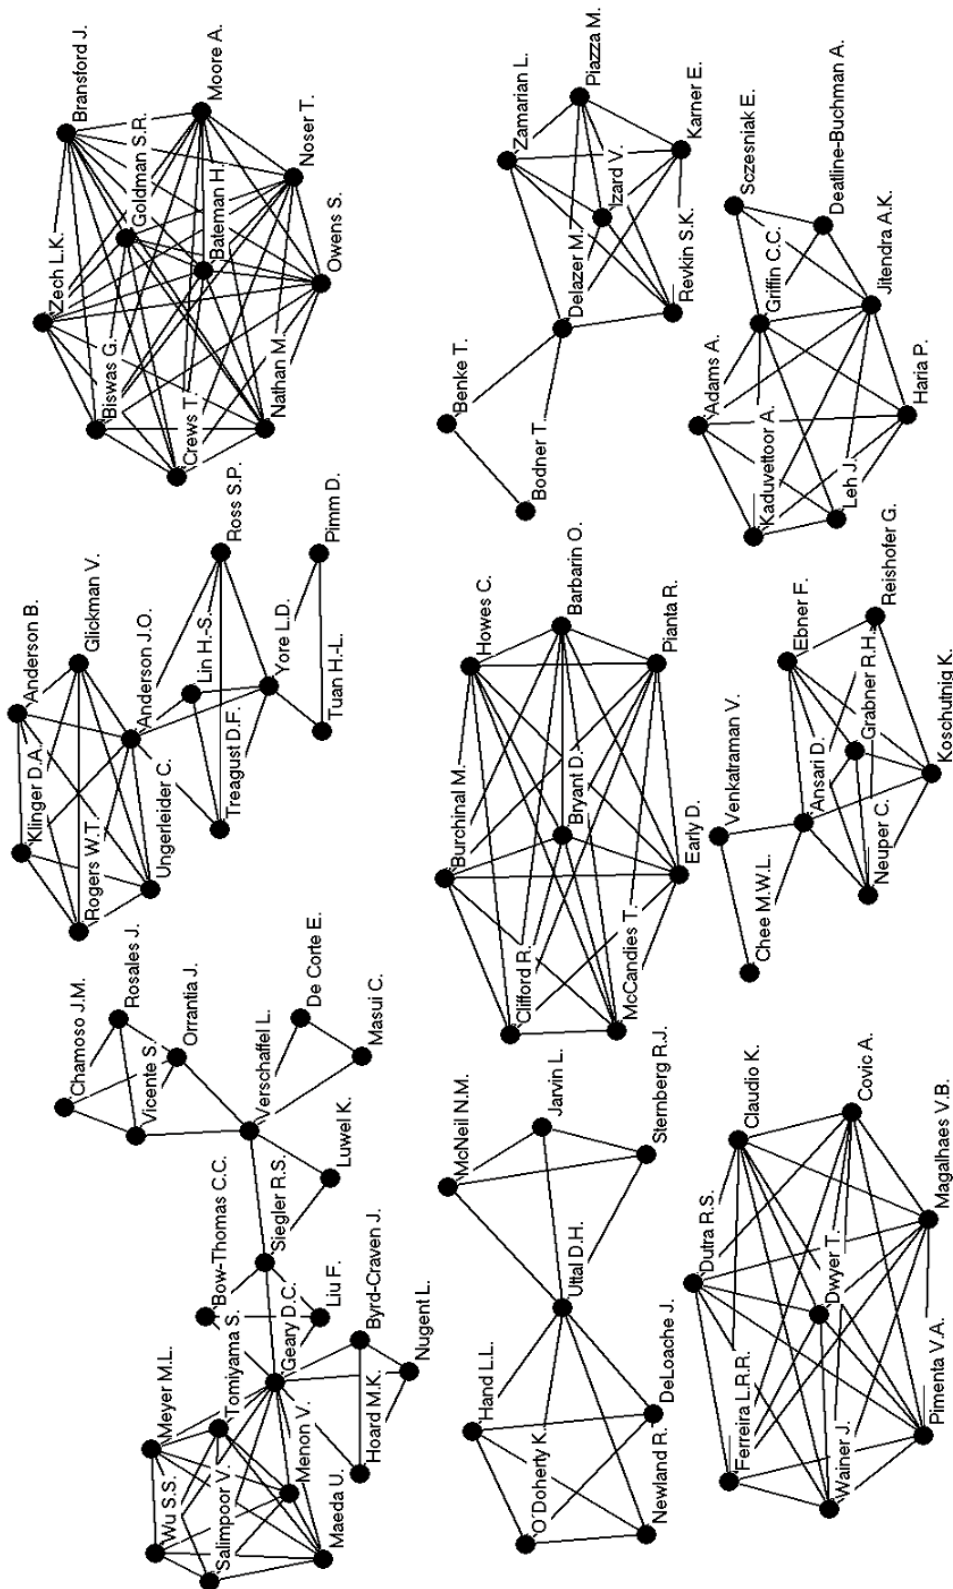 Wu S.S.
Meyer M.L.
Salimpoor V.
Tomiyama S.
Bow-Thomas C.C.
Menon V.
Geary D.C.
Siegler R.S.
Maeda U.
Liu F.
Hoard M.K.
Byrd-Craven J.
Nugent L.
Luwel K.
Verschaffel L.
Vicente S.
Chamoso J.M.
Rosales J.
Orrantia J.
De Corte E.
Masui C.
Klinger D.A.
Anderson B.
Rogers W.T
Glickman V.
Anderson J.O.
Ungerleider C.
Lin H.-S.
Treagust D.F.
Ross S.P.
Yore L.D.
Tuan H.-L.
Pimm D.
Zech L.K.
Bransford J.
Biswas G.
Goldman S.R.
Crews T.
Bateman H.
Moore A.
Nathan M.
Noser T.
Owens S.
Hand L.L.
O'Doherty K.
Uttal D.H.
Newland R.
DeLoache J.
McNeil N.M.
Jarvin L.
Sternberg R.J.
Burchinal M.
Howes C.
Clifford R.
Bryant D.
Barbarin O.
McCandies T.
Early D.
Pianta R.
Benke T.
Bodner T.
Delazer M.
Zamarian L.
Piazza M.
Izard V.
Revkin S.K.
Karner E.
Dutra R.S.
Ferreira L.R.R.
Claudio K.
Dwyer T.
Wainer J.
Covic A.
Pimenta V.A.
Magalhaes V.B.
Venkatraman V.
Chee M.W.L.
Ansari D.
Ebner F.
Grabner R.H.
Neuper C.
Reishofer G.
Koschutnig K.
Adams A.
Kaduvettoor A.
Griffin C.C.
Sczesniak E.
Deatline-Buchman A.
Leh J.
Jitendra A.K.
Haria P.